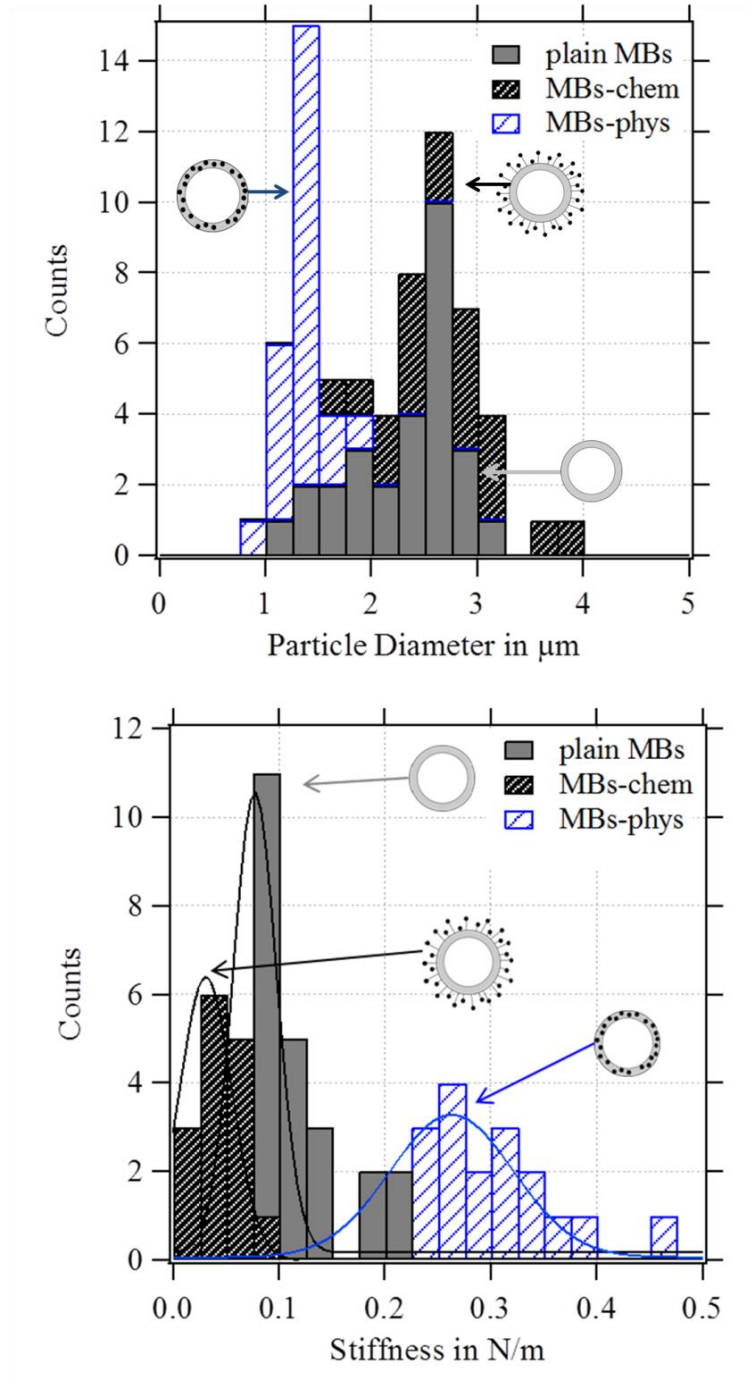 14
12
10
8
6
4
2
0
Counts
plain MBs
MBs-chem
MBs-phys
0 1 2 3 4 5
Particle Diameter in μm
12
10
8
6
4
2
0
Counts
plain MBs
MBs-chem
MBs-phys
0.0 0.1 0.2 0.3 0.4 0.5
Stiffness in N/m